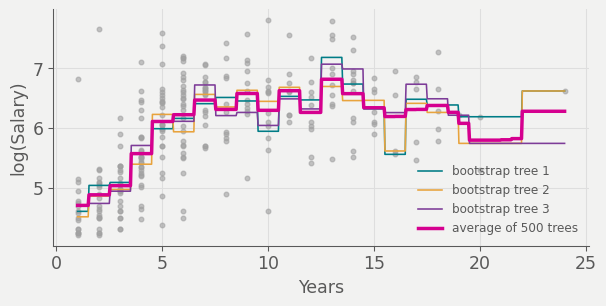 log(Salary)
7
6
5
0
5
10
15
20
25
Years
bootstrap tree 1
bootstrap tree 2
bootstrap tree 3
average of 500 trees